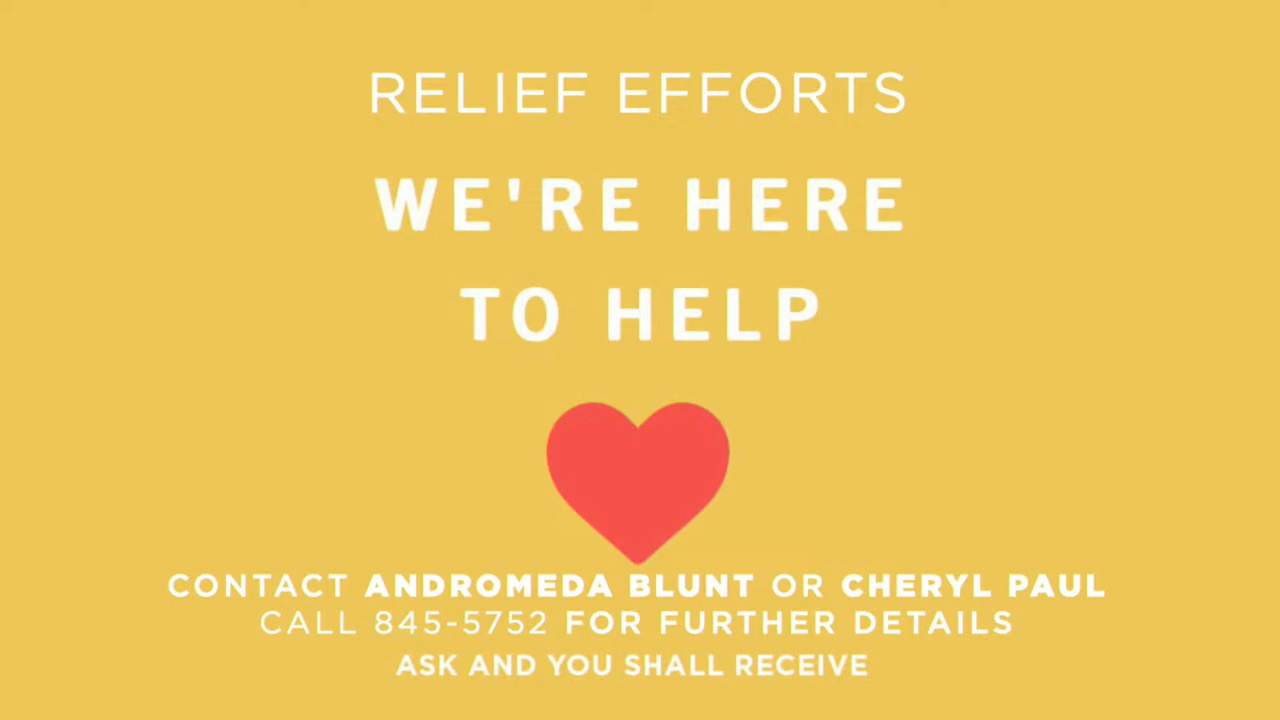 RELIEF EFFORTS
WE'RE HERE
TO HELP
CONTACT ANDROMEDA BLUNT OR CHERYL PAUL
CALL 845-5752 FOR FURTHER DETAILS
ASK AND YOU SHALL RECEIVE